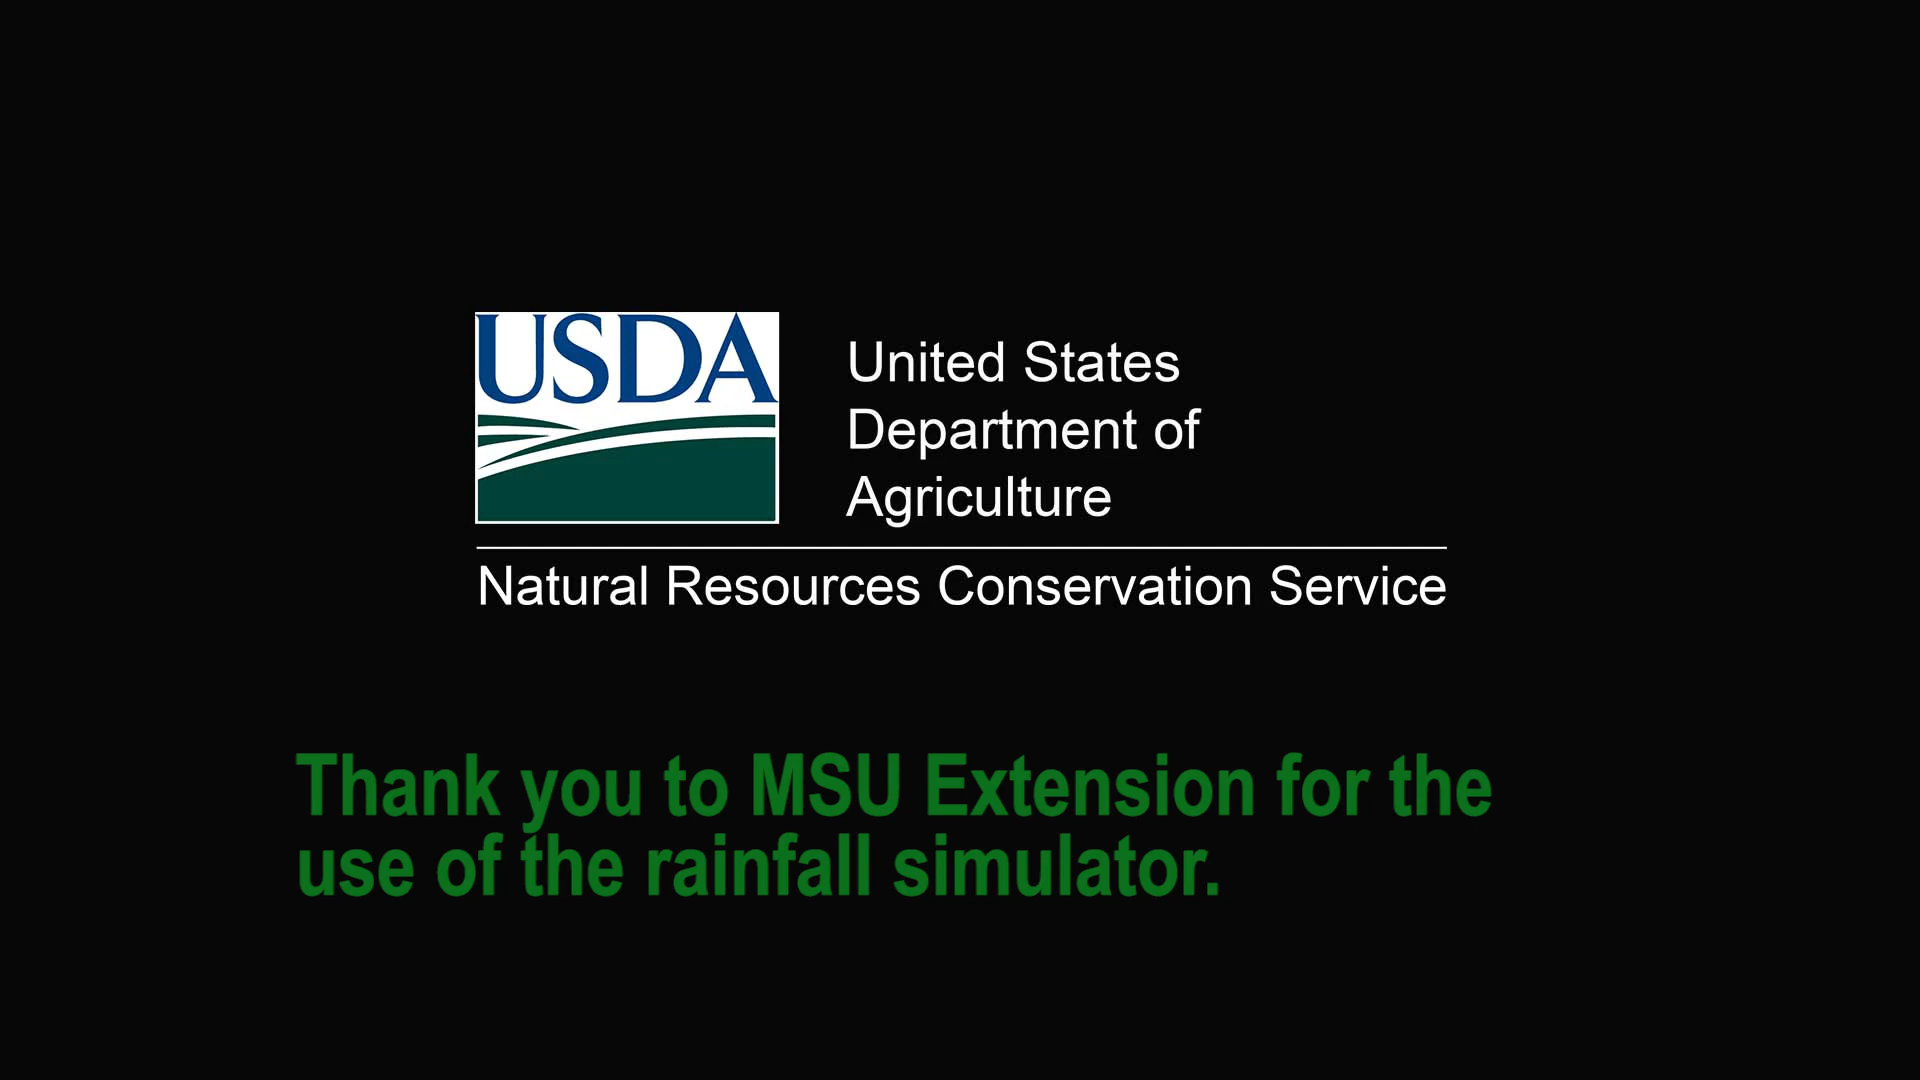 USDA
United States
Department of
Agriculture
Natural Resources Conservation Service
Thank you to MSU Extension for the
use of the rainfall simulator.